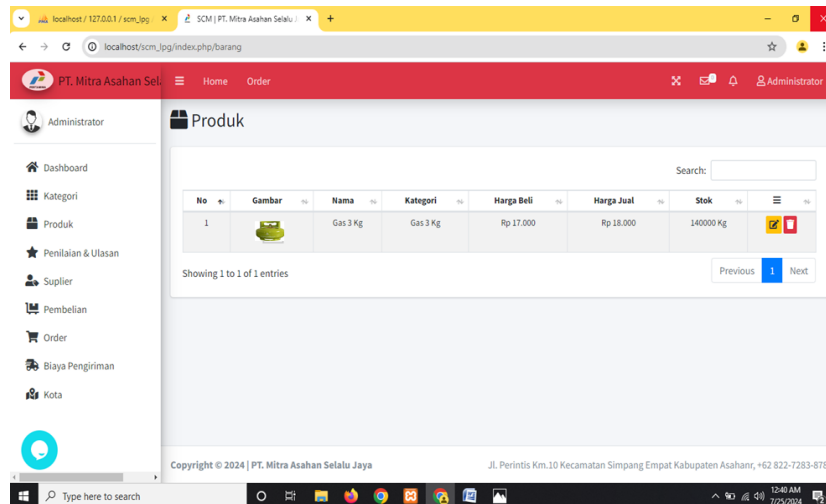 localhost / 127.0.0.1 / scm_lpg
SCM | PT. Mitra Asahan Selalu J
localhost/scm_lpg/index.php/barang
PT. Mitra Asahan Sel
Home Order
Administrator
Administrator
Produk
Dashboard
Kategori
Produk
Penilaian & Ulasan
Suplier
Pembelian
Order
Biaya Pengiriman
Kota
Search:
No Gambar Nama Kategori Harga Beli Harga Jual Stok
1 Gas 3 Kg Gas 3 Kg Rp 17.000 Rp 18.000 140000 Kg
Showing 1 to 1 of 1 entries
Previous 1 Next
Copyright © 2024 | PT. Mitra Asahan Selalu Jaya
Jl. Perintis Km.10 Kecamatan Simpang Empat Kabupaten Asahanr, +62 822-7283-878
Type here to search
12:40 AM
7/25/2024